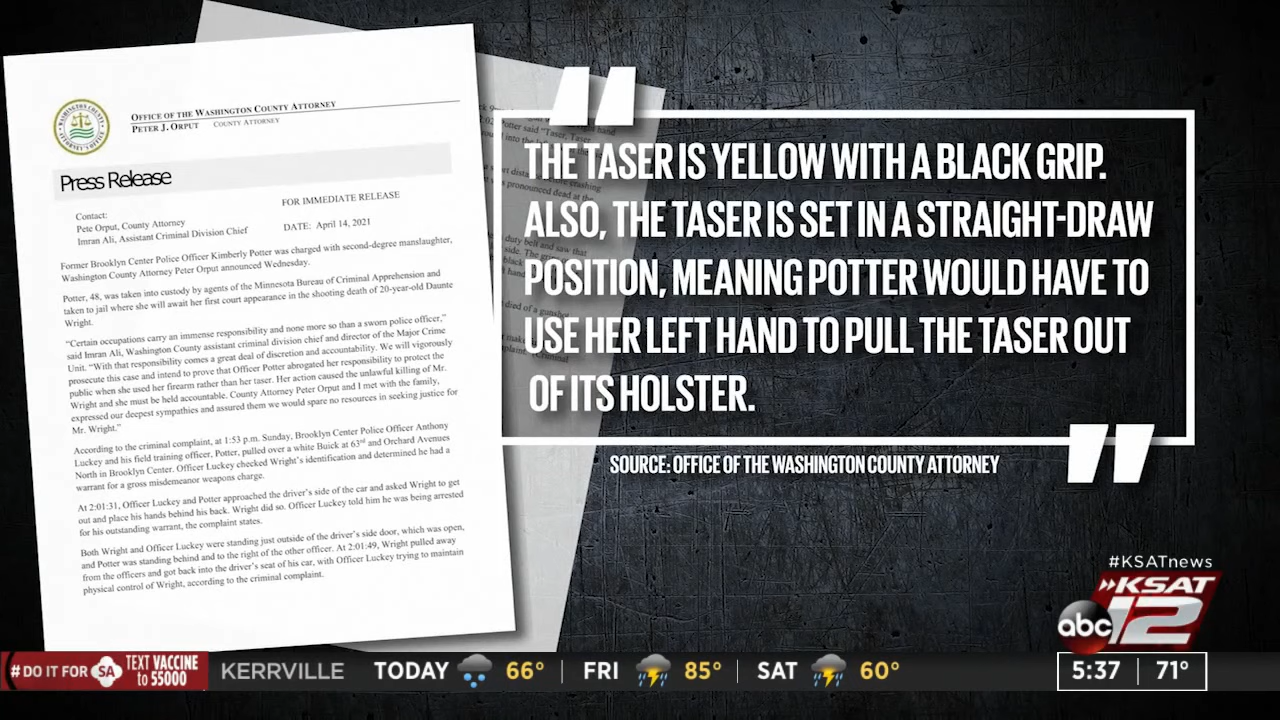 OFFICE OF THE WASHINGTON COUNTY ATTORNEY
PETER J. ORPUT COUNTY ATTORNEY
Press Release
FOR IMMEDIATE RELEASE
Contact:
Pete Orput, County Attorney
Imran Ali, Assistant Criminal Division Chief
DATE: April 14, 2021
Former Brooklyn Center Police Officer Kimberly Potter was charged with second-degree manslaughter,
Washington County Attorney Peter Orput announced Wednesday.
Potter, 48, was taken into custody by agents of the Minnesota Bureau of Criminal Apprehension and
taken to jail where she will await her first court appearance in the shooting death of 20-year-old Daunte
Wright.
“Certain occupations carry an immense responsibility and none more so than a sworn police officer,”
said Imran Ali, Washington County assistant criminal division chief and director of the Major Crime
Unit. “With that responsibility comes a great deal of discretion and accountability. We will vigorously
prosecute this case and intend to prove that Officer Potter abrogated her responsibility to protect the
public when she used her firearm rather than her taser. Her action caused the unlawful killing of Mr.
Wright and she must be held accountable. County Attorney Peter Orput and I met with the family,
expressed our deepest sympathies and assured them we would spare no resources in seeking justice for
Mr. Wright.”
According to the criminal complaint, at 1:53 p.m. Sunday, Brooklyn Center Police Officer Anthony
Luckey and his field training officer, Potter, pulled over a white Buick at 63rd and Orchard Avenues
North in Brooklyn Center. Officer Luckey checked Wright’s identification and determined he had a
warrant for a gross misdemeanor weapons charge.
At 2:01:31, Officer Luckey and Potter approached the driver’s side of the car and asked Wright to get
out and place his hands behind his back. Wright did so. Officer Luckey told him he was being arrested
for his outstanding warrant, the complaint states.
Both Wright and Officer Luckey were standing just outside of the driver’s side door, which was open,
and Potter was standing behind and to the right of the other officer. At 2:01:49, Wright pulled away
from the officers and got back into the driver’s seat of his car, with Officer Luckey trying to maintain
physical control of Wright, according to the criminal complaint.
THE TASER IS YELLOW WITH A BLACK GRIP.
ALSO, THE TASER IS SET IN A STRAIGHT-DRAW
POSITION, MEANING POTTER WOULD HAVE TO
USE HER LEFT HAND TO PULL THE TASER OUT
OF ITS HOLSTER.
SOURCE: OFFICE OF THE WASHINGTON COUNTY ATTORNEY
#KSATnews
KSAT
abc 12
#DO IT FOR SA TEXT VACCINE
to 55000
KERRVILLE TODAY 66° FRI 85° SAT 60°
5:37 71°